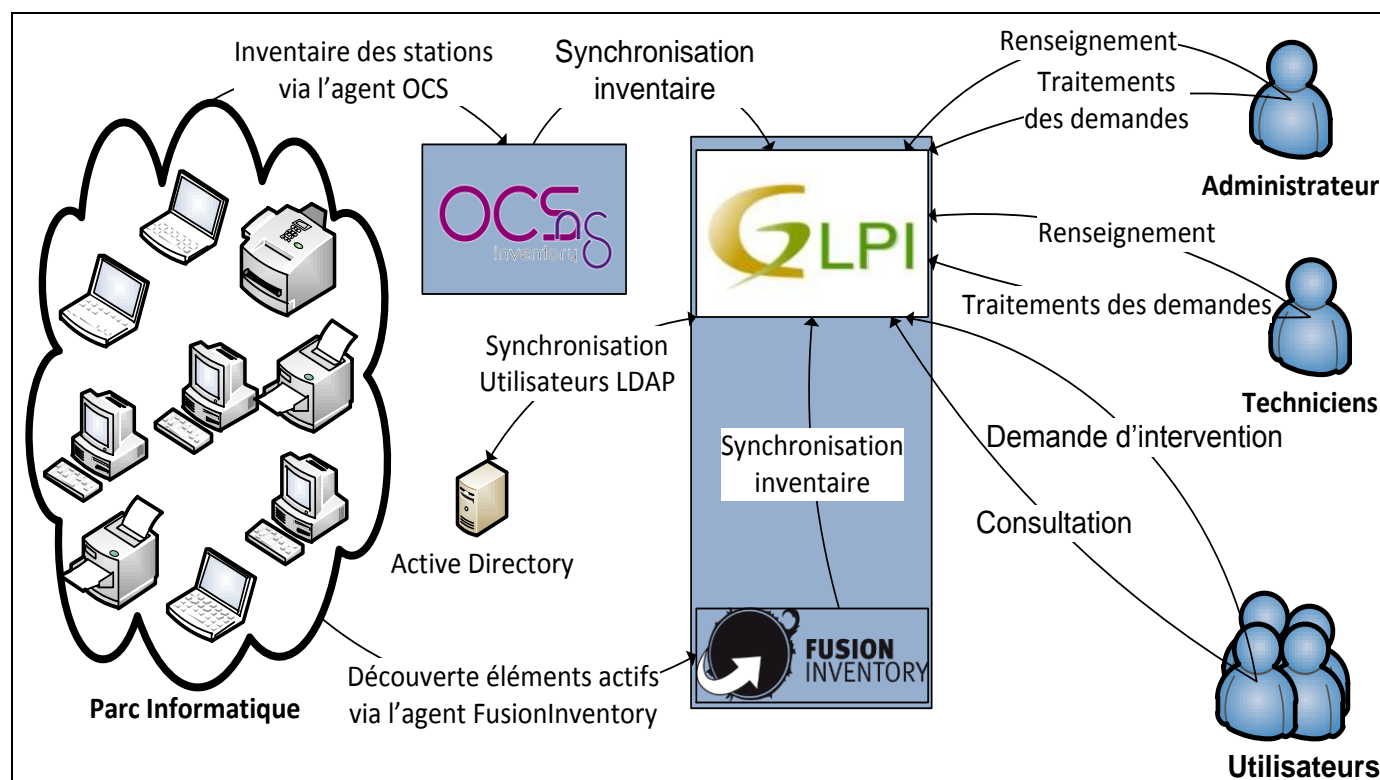 Inventaire des stations
via l'agent OCS
Synchronisation
inventaire
Renseignement
Traitements
des demandes
Administrateur
OCSng
inventory
GLPI
Renseignement
Traitements des demandes
Techniciens
Synchronisation
Utilisateurs LDAP
Active Directory
Synchronisation
inventaire
Demande d'intervention
Consultation
FUSION
INVENTORY
Découverte éléments actifs
via l'agent FusionInventory
Parc Informatique
Utilisateurs